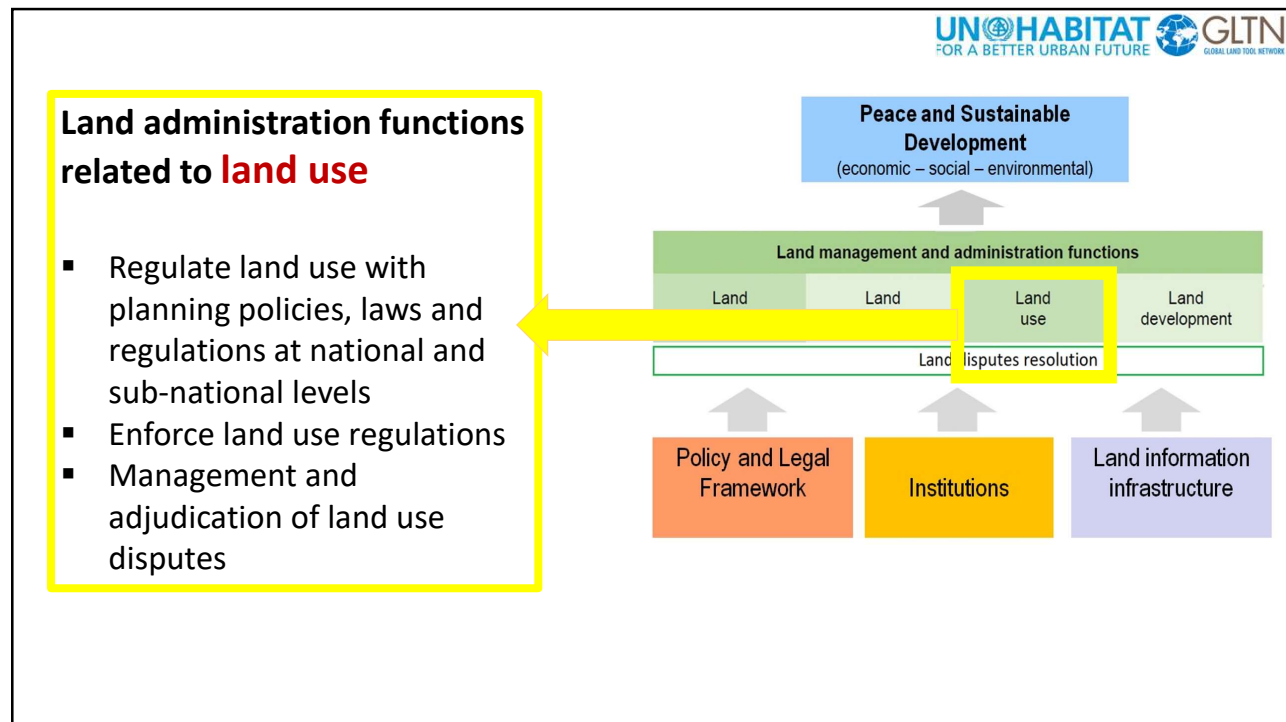 UN HABITAT
FOR A BETTER URBAN FUTURE
GLTN
GLOBAL LAND TOOL NETWORK
Land administration functions
related to land use
▪ Regulate land use with
planning policies, laws and
regulations at national and
sub-national levels
▪ Enforce land use regulations
▪ Management and
adjudication of land use
disputes
Peace and Sustainable
Development
(economic – social – environmental)
Land management and administration functions
Land
Land
Land
use
Land
development
Land disputes resolution
Policy and Legal
Framework
Institutions
Land information
infrastructure